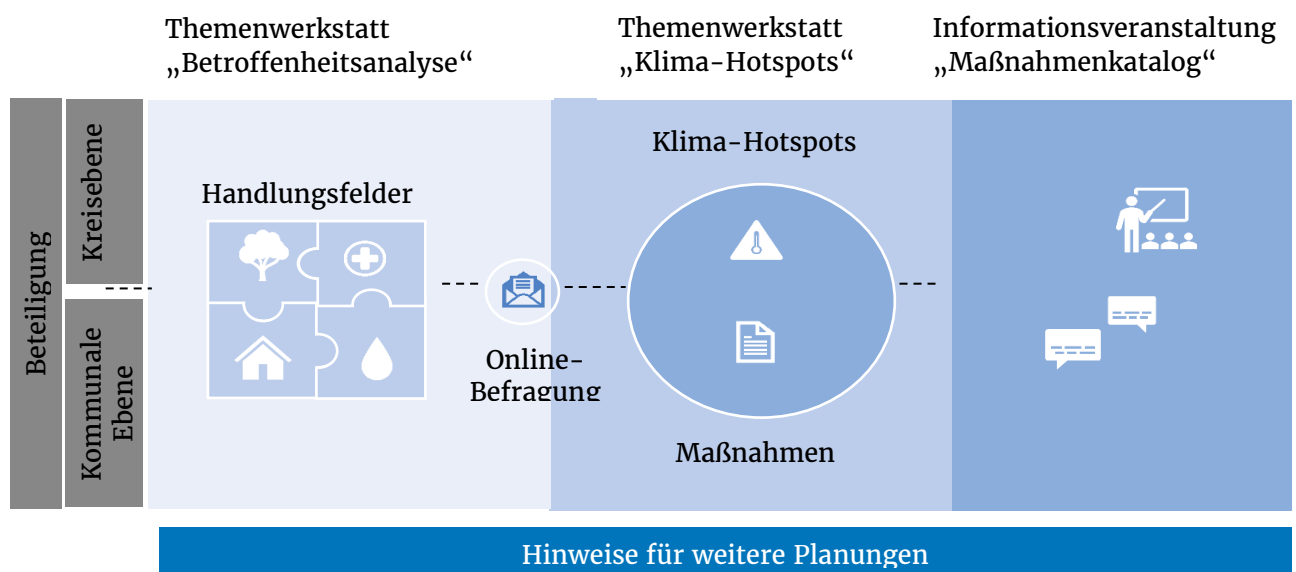 Themenwerkstatt
„Betroffenheitsanalyse“
Themenwerkstatt
„Klima-Hotspots“
Informationsveranstaltung
„Maßnahmenkatalog“
Beteiligung
Kreisebene
Kommunale
Ebene
Handlungsfelder
Online-
Befragung
Klima-Hotspots
Maßnahmen
Hinweise für weitere Planungen